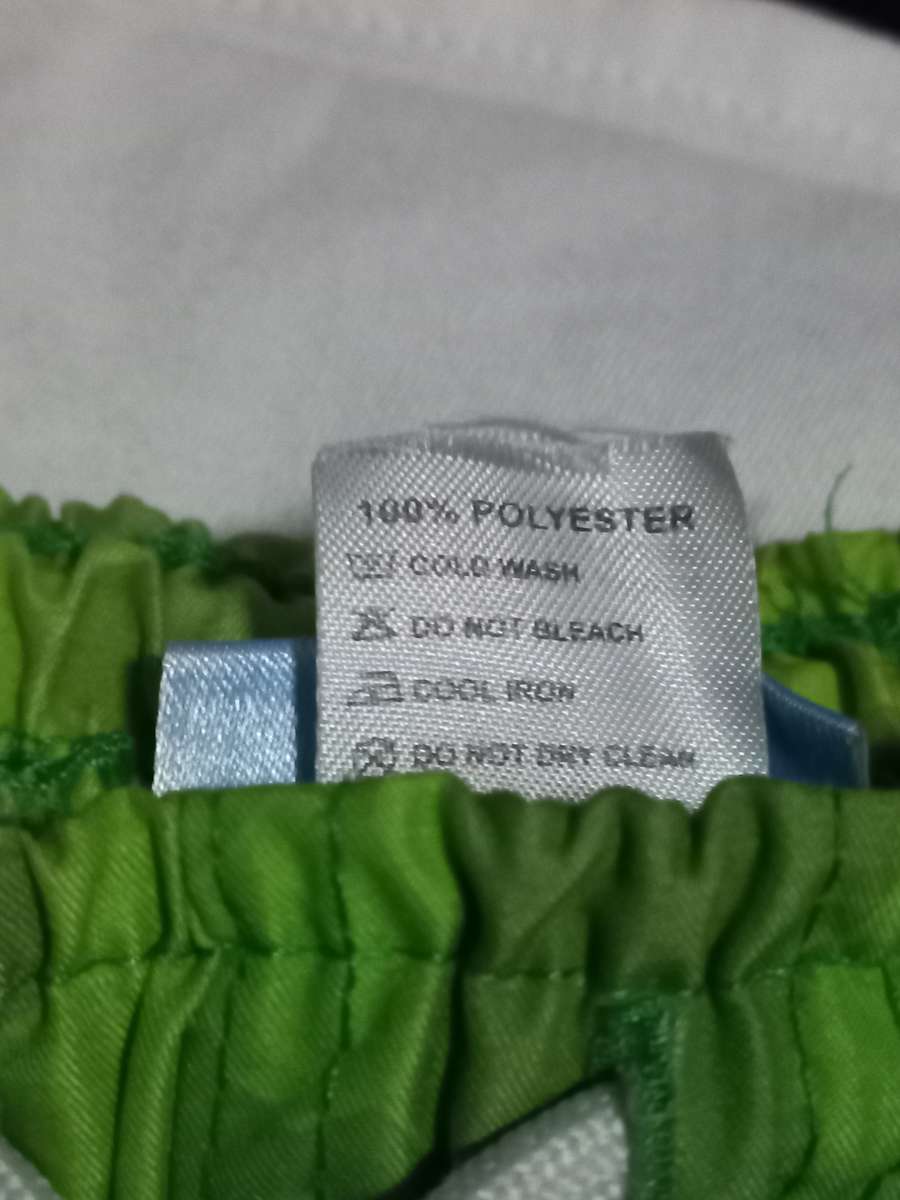 100% POLYESTER
COLD WASH
DO NOT BLEACH
COOL IRON
DO NOT DRY CLEAN